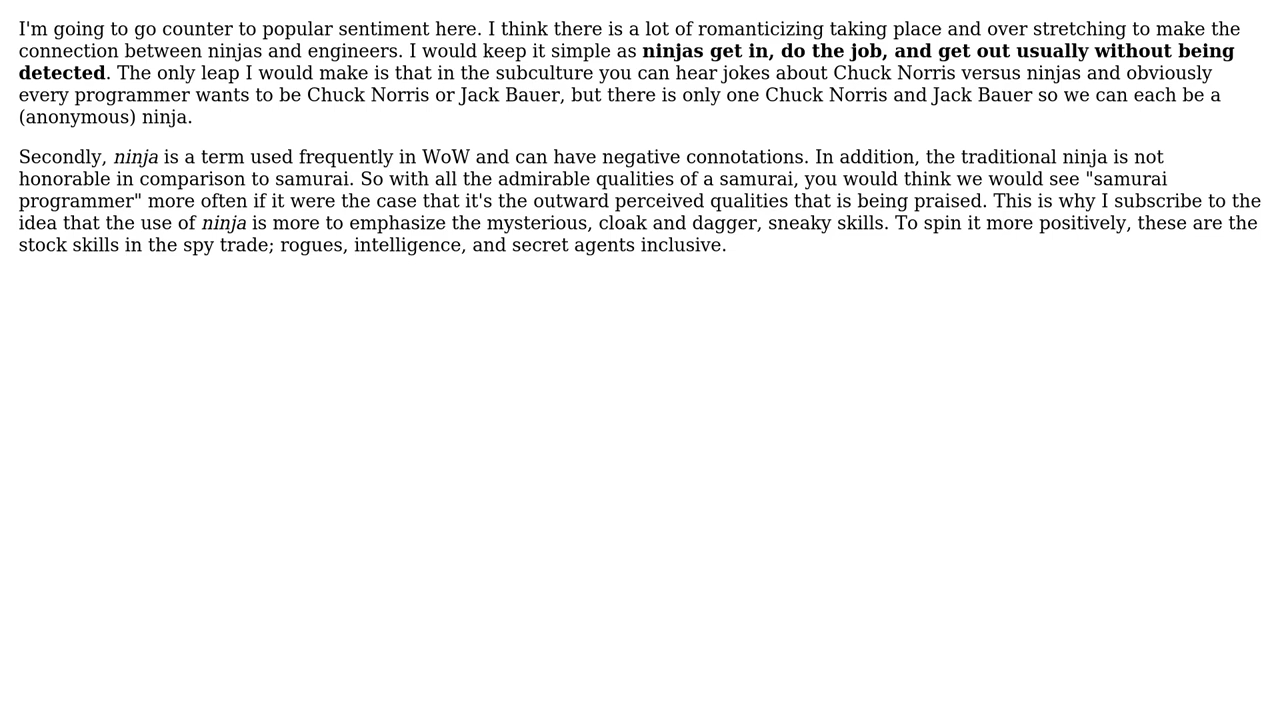 I'm going to go counter to popular sentiment here. I think there is a lot of romanticizing taking place and over stretching to make the
connection between ninjas and engineers. I would keep it simple as ninjas get in, do the job, and get out usually without being
detected. The only leap I would make is that in the subculture you can hear jokes about Chuck Norris versus ninjas and obviously
every programmer wants to be Chuck Norris or Jack Bauer, but there is only one Chuck Norris and Jack Bauer so we can each be a
(anonymous) ninja.
Secondly, ninja is a term used frequently in WoW and can have negative connotations. In addition, the traditional ninja is not
honorable in comparison to samurai. So with all the admirable qualities of a samurai, you would think we would see "samurai
programmer" more often if it were the case that it's the outward perceived qualities that is being praised. This is why I subscribe to the
idea that the use of ninja is more to emphasize the mysterious, cloak and dagger, sneaky skills. To spin it more positively, these are the
stock skills in the spy trade; rogues, intelligence, and secret agents inclusive.